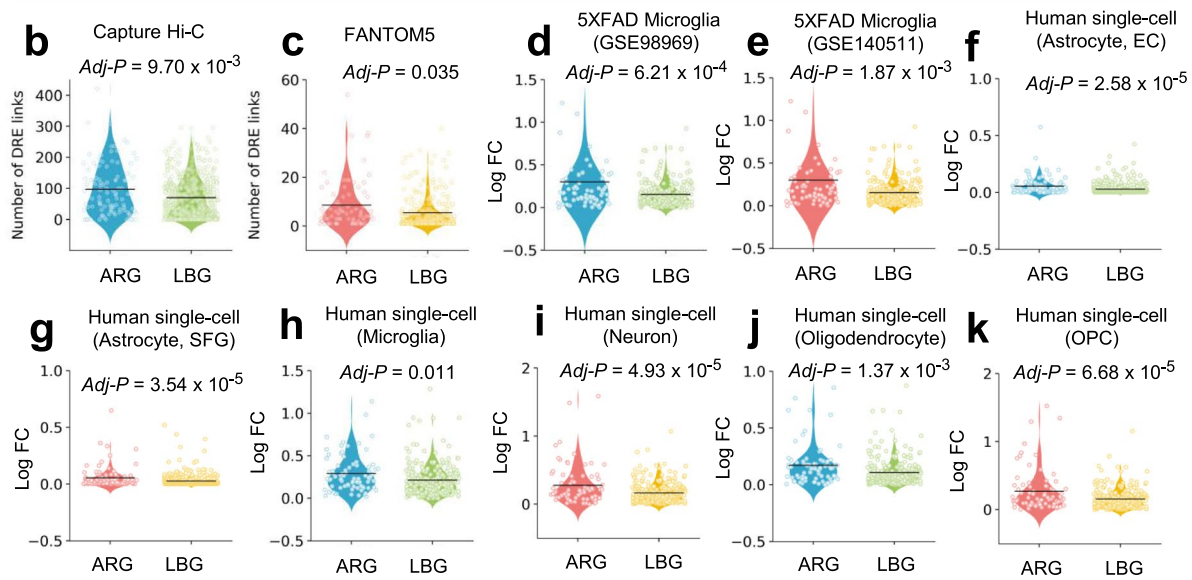 b
Capture Hi-C
Adj-P = 9.70 x 10-3
Number of DRE links
400
300
200
100
0
ARG LBG
c
FANTOM5
Adj-P = 0.035
Number of DRE links
60
40
20
0
ARG LBG
d
5XFAD Microglia
(GSE98969)
Adj-P = 6.21 x 10-4
Log FC
1.5
1.0
0.5
0.0
−0.5
ARG LBG
e
5XFAD Microglia
(GSE140511)
Adj-P = 1.87 x 10-3
Log FC
1.5
1.0
0.5
0.0
−0.5
ARG LBG
f
Human single-cell
(Astrocyte, EC)
Adj-P = 2.58 x 10-5
Log FC
1.0
0.5
0.0
−0.5
ARG LBG
g
Human single-cell
(Astrocyte, SFG)
Adj-P = 3.54 x 10-5
Log FC
1.0
0.5
0.0
−0.5
ARG LBG
h
Human single-cell
(Microglia)
Adj-P = 0.011
Log FC
1.5
1.0
0.5
0.0
−0.5
ARG LBG
i
Human single-cell
(Neuron)
Adj-P = 4.93 x 10-5
Log FC
2
1
0
ARG LBG
j
Human single-cell
(Oligodendrocyte)
Adj-P = 1.37 x 10-3
Log FC
1.0
0.5
0.0
−0.5
ARG LBG
k
Human single-cell
(OPC)
Adj-P = 6.68 x 10-5
Log FC
2
1
0
ARG LBG